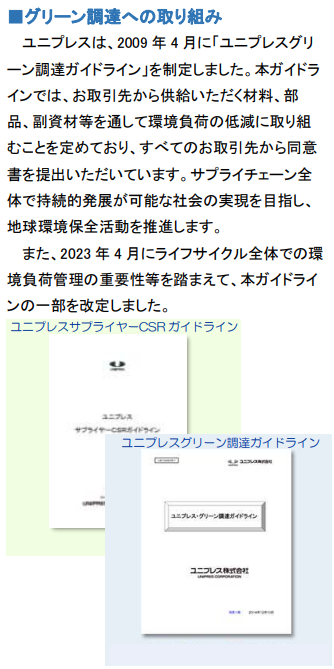 ■グリーン調達への取り組み
ユニプレスは、2009 年 4 月に「ユニプレスグリ
ーン調達ガイドライン」を制定しました。本ガイドラ
インでは、お取引先から供給いただく材料、部
品、副資材等を通して環境負荷の低減に取り組
むことを定めており、すべてのお取引先から同意
書を提出いただいています。サプライチェーン全
体で持続的発展が可能な社会の実現を目指し、
地球環境保全活動を推進します。
また、2023 年 4 月にライフサイクル全体での環
境負荷管理の重要性等を踏まえて、本ガイドライ
ンの一部を改定しました。
ユニプレスサプライヤーCSR ガイドライン
ユニプレス
サプライヤーCSRガイドライン
ユニプレスグリーン調達ガイドライン
ユニプレス株式会社
ユニプレス・グリーン調達ガイドライン
ユニプレス株式会社
UNIPRES CORPORATION